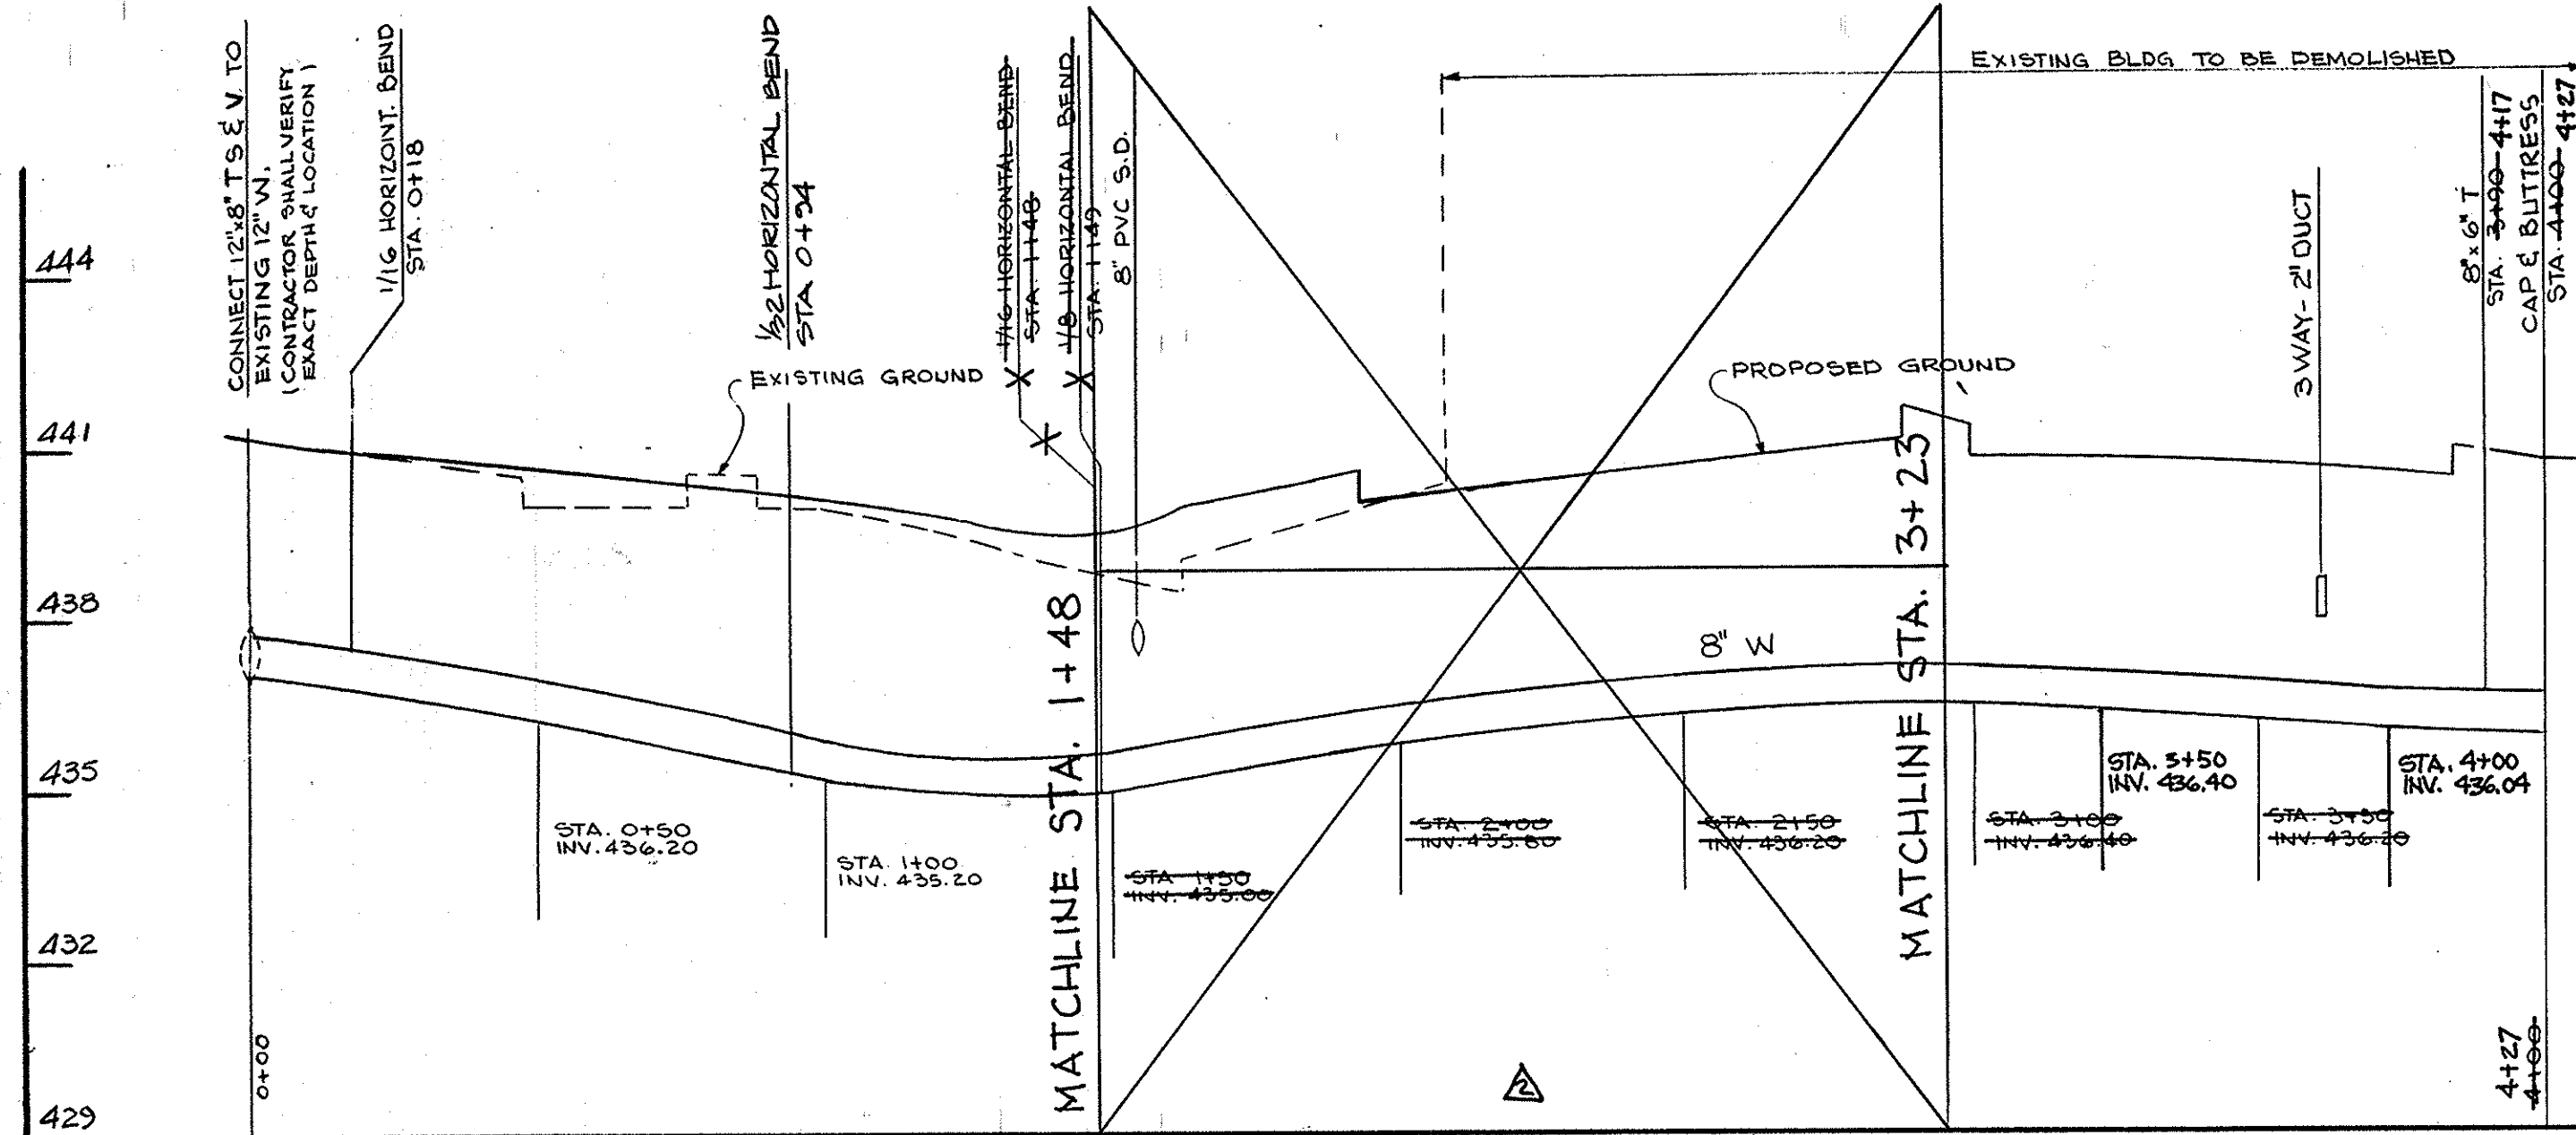 CONNECT 12"x8" TS & V. TO
EXISTING 12" W.
(CONTRACTOR SHALL VERIFY
EXACT DEPTH & LOCATION)
1/16 HORIZOINT. BEND
STA. 0+18
1/32 HORIZONTAL BEND
STA 0+94
1/16 HORIZONTAL BEND
STA. 1+48
1/8 HORIZONTAL BEND
STA. 1+49
8" PVC S.D.
EXISTING BLDG TO BE DEMOLISHED
3 WAY - 2" DUCT
8"x6" T
STA. 3+90 4+17
CAP & BUTTRESS
STA. 4+00 4+27
444
441
438
435
432
429
EXISTING GROUND
PROPOSED GROUND
8" W
MATCHLINE STA. 1+48
MATCHLINE STA. 3+23
STA. 0+50
INV. 436.20
STA. 1+00
INV. 435.20
STA 1+50
INV. 435.00
STA. 2+00
INV. 435.80
STA. 2+50
INV. 436.20
STA. 3+00
INV. 436.40
STA. 3+50
INV. 436.40
STA. 3+50
INV. 436.20
STA. 4+00
INV. 436.04
0+00
2
4+27
4+00